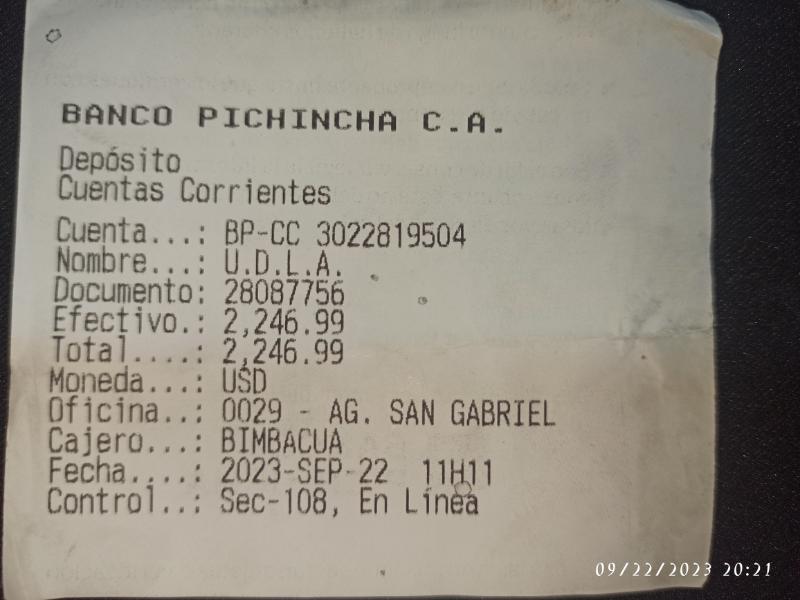 BANCO PICHINCHA C.A.
Depósito
Cuentas Corrientes
Cuenta...: BP-CC 3022819504
Nombre...: U.D.L.A.
Documento: 28087756
Efectivo.: 2,246.99
Total....: 2,246.99
Moneda...: USD
Oficina..: 0029 - AG. SAN GABRIEL
Cajero...: BIMBACUA
Fecha....: 2023-SEP-22 11H11
Control..: Sec-108, En Línea
09/22/2023 20:21